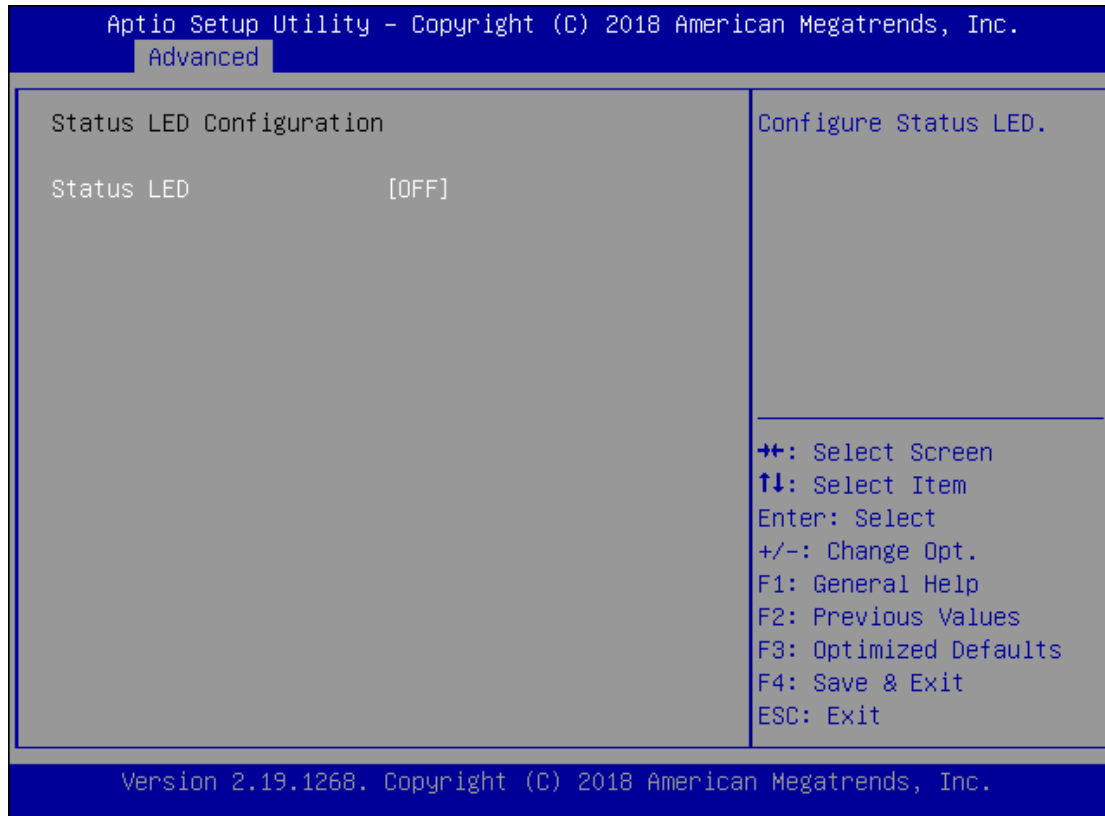 Aptio Setup Utility – Copyright (C) 2018 American Megatrends, Inc.
Advanced
Status LED Configuration
Status LED [OFF]
Configure Status LED.
→←: Select Screen
↑↓: Select Item
Enter: Select
+/-: Change Opt.
F1: General Help
F2: Previous Values
F3: Optimized Defaults
F4: Save & Exit
ESC: Exit
Version 2.19.1268. Copyright (C) 2018 American Megatrends, Inc.